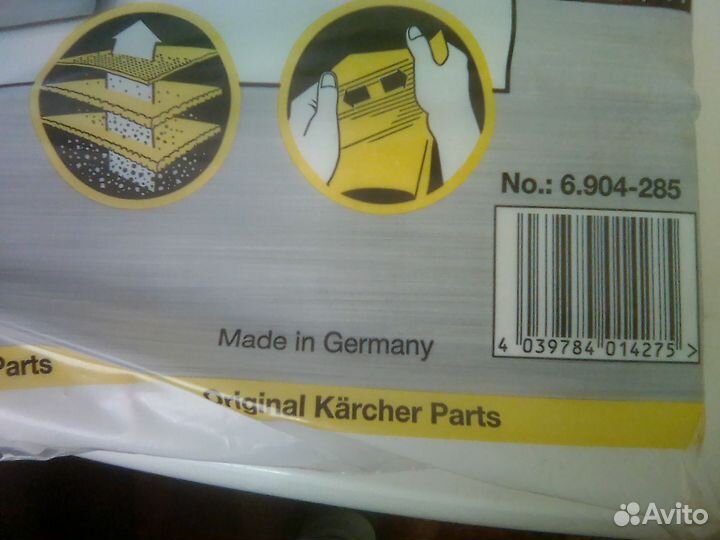 No.: 6.904-285
4 039784 014275 >
Made in Germany
Parts
Original Kärcher Parts
Avito